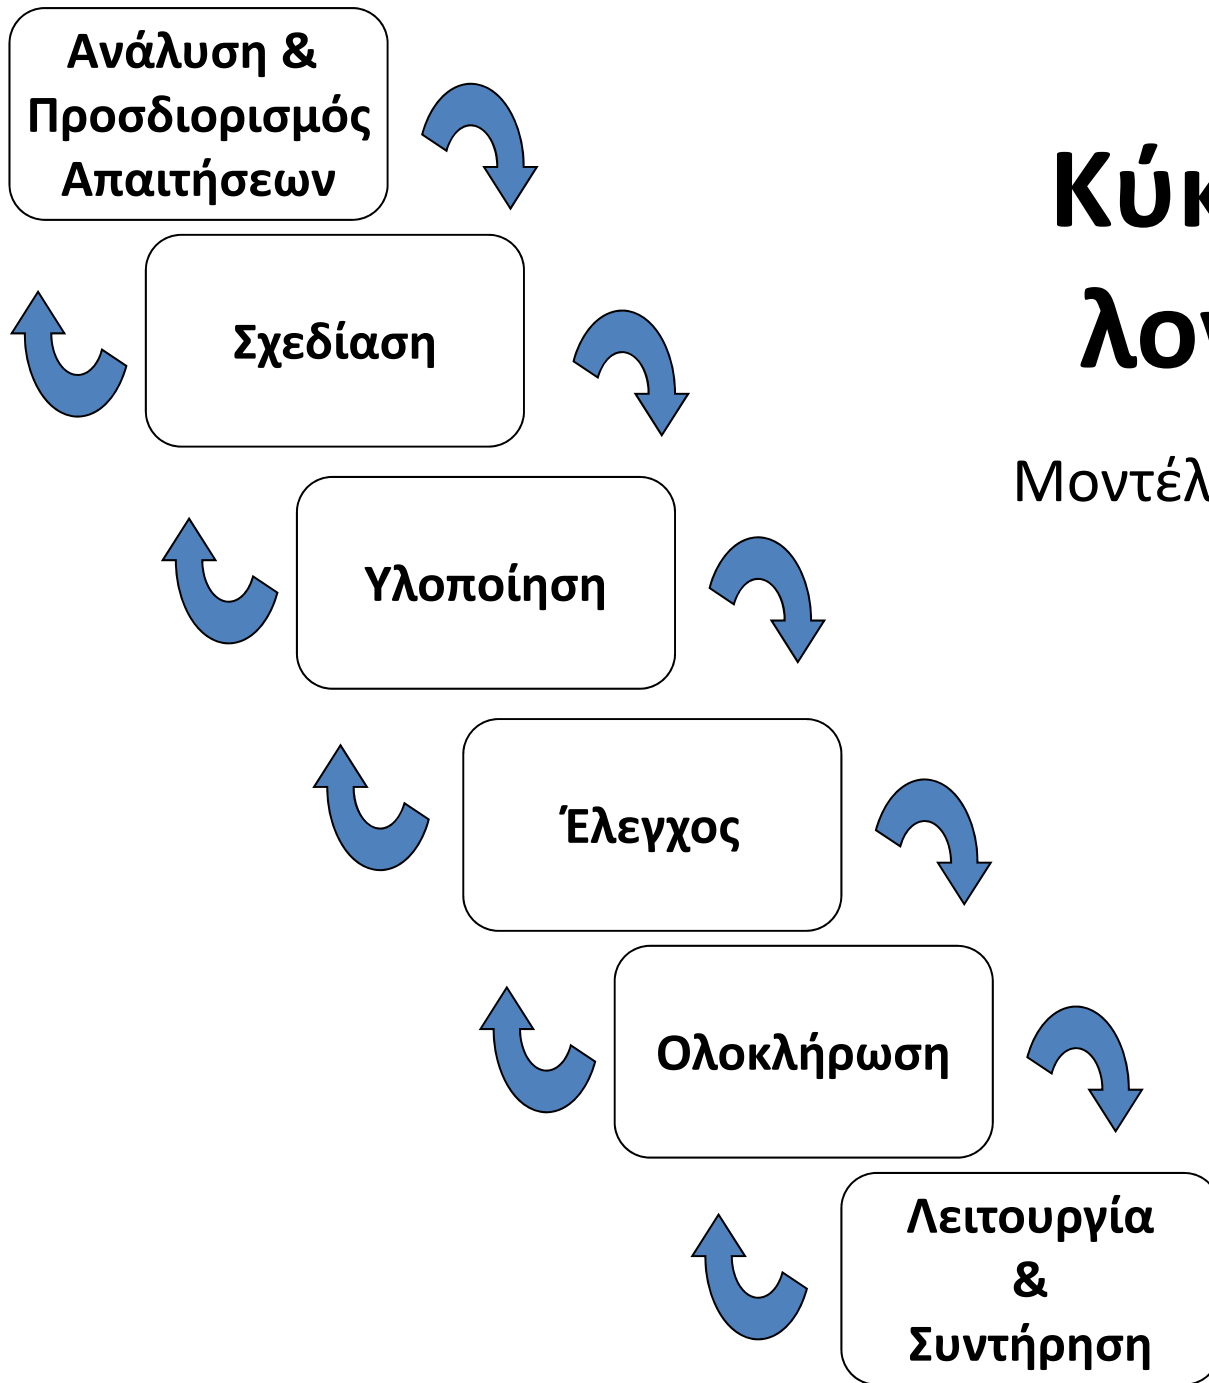 Ανάλυση &
Προσδιορισμός
Απαιτήσεων
Σχεδίαση
Υλοποίηση
Έλεγχος
Ολοκλήρωση
Λειτουργία
&
Συντήρηση